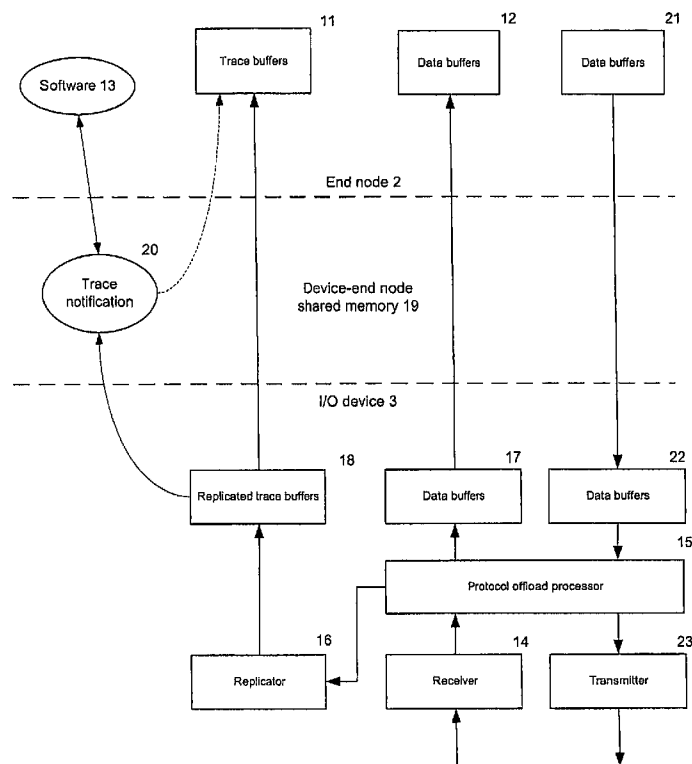 11
12
21
Trace buffers
Data buffers
Data buffers
Software 13
End node 2
20
Trace
notification
Device-end node
shared memory 19
I/O device 3
18
17
22
Replicated trace buffers
Data buffers
Data buffers
15
Protocol offload processor
16
14
23
Replicator
Receiver
Transmitter